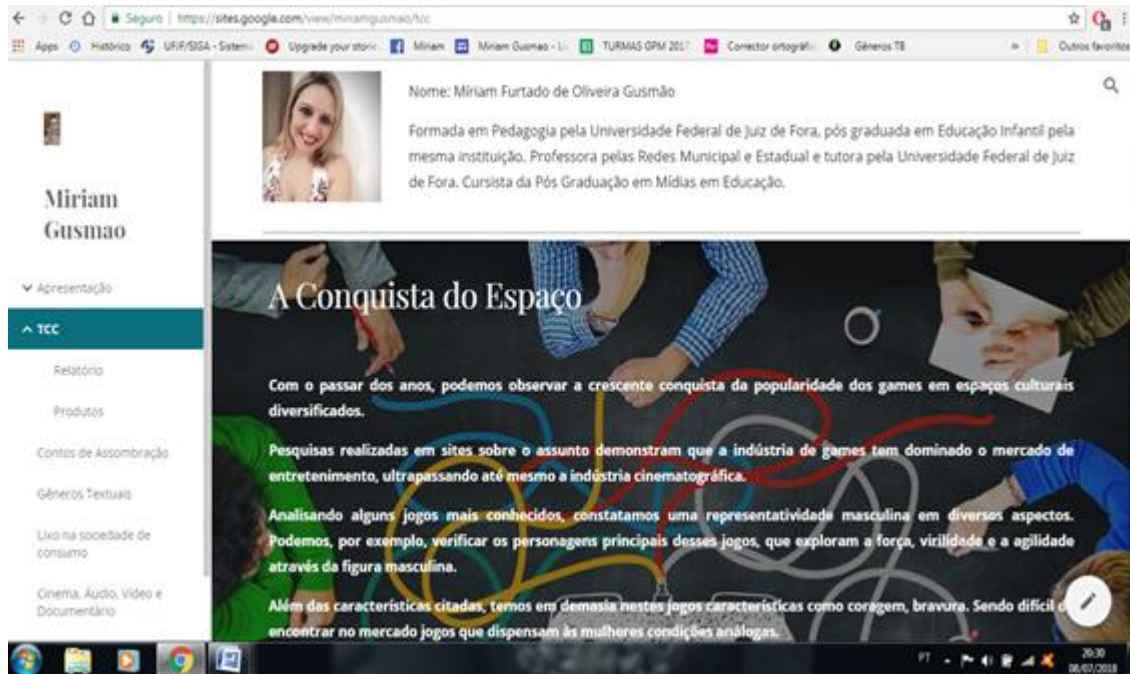 Seguro | https://sites.google.com/view/miriamgusmao/tcc
Apps Histórico UFJF/SIGA - Sistem Upgrade your storie Miriam Miriam Gusmao - Li TURMAS GPM 2017 Corretor ortográfi Gêneros TB » Outros favoritos
Nome: Míriam Furtado de Oliveira Gusmão
Formada em Pedagogia pela Universidade Federal de Juiz de Fora, pós graduada em Educação Infantil pela
mesma instituição. Professora pelas Redes Municipal e Estadual e tutora pela Universidade Federal de Juiz
de Fora. Cursista da Pós Graduação em Mídias em Educação.
Miriam
Gusmao
Apresentação
TCC
Relatório
Produtos
Contos de Assombração
Gêneros Textuais
Lixo na sociedade de
consumo
Cinema, Áudio, Vídeo e
Documentário
A Conquista do Espaço
Com o passar dos anos, podemos observar a crescente conquista da popularidade dos games em espaços culturais
diversificados.
Pesquisas realizadas em sites sobre o assunto demonstram que a indústria de games tem dominado o mercado de
entretenimento, ultrapassando até mesmo a indústria cinematográfica.
Analisando alguns jogos mais conhecidos, constatamos uma representatividade masculina em diversos aspectos.
Podemos, por exemplo, verificar os personagens principais desses jogos, que exploram a força, virilidade e a agilidade
através da figura masculina.
Além das características citadas, temos em demasia nestes jogos características como coragem, bravura. Sendo difícil d
encontrar no mercado jogos que dispensam às mulheres condições análogas.
PT
20:30
08/07/2018